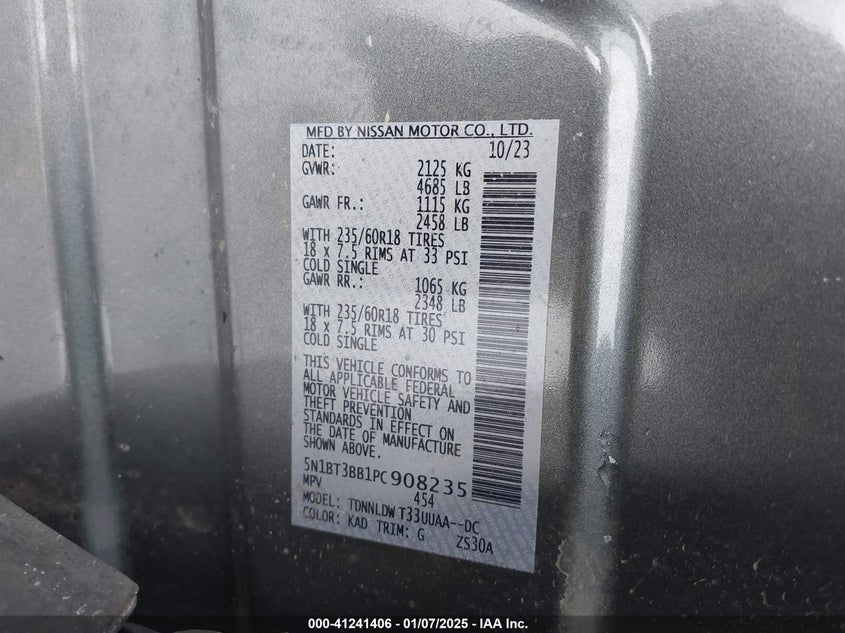 MFD BY NISSAN MOTOR CO., LTD.
DATE: 10/23
GVWR: 2125 KG
4685 LB
GAWR FR.: 1115 KG
2458 LB
WITH 235/60R18 TIRES
18 x 7.5 RIMS AT 33 PSI
COLD SINGLE
GAWR RR.: 1065 KG
2348 LB
WITH 235/60R18 TIRES
18 x 7.5 RIMS AT 30 PSI
COLD SINGLE
THIS VEHICLE CONFORMS TO
ALL APPLICABLE FEDERAL
MOTOR VEHICLE SAFETY AND
THEFT PREVENTION
STANDARDS IN EFFECT ON
THE DATE OF MANUFACTURE
SHOWN ABOVE.
5N1BT3BB1PC908235
MPV 454
MODEL: TDNNLDW T33UUAA--DC
COLOR: KAD TRIM: G ZS30A
000-41241406 - 01/07/2025 - IAA Inc.